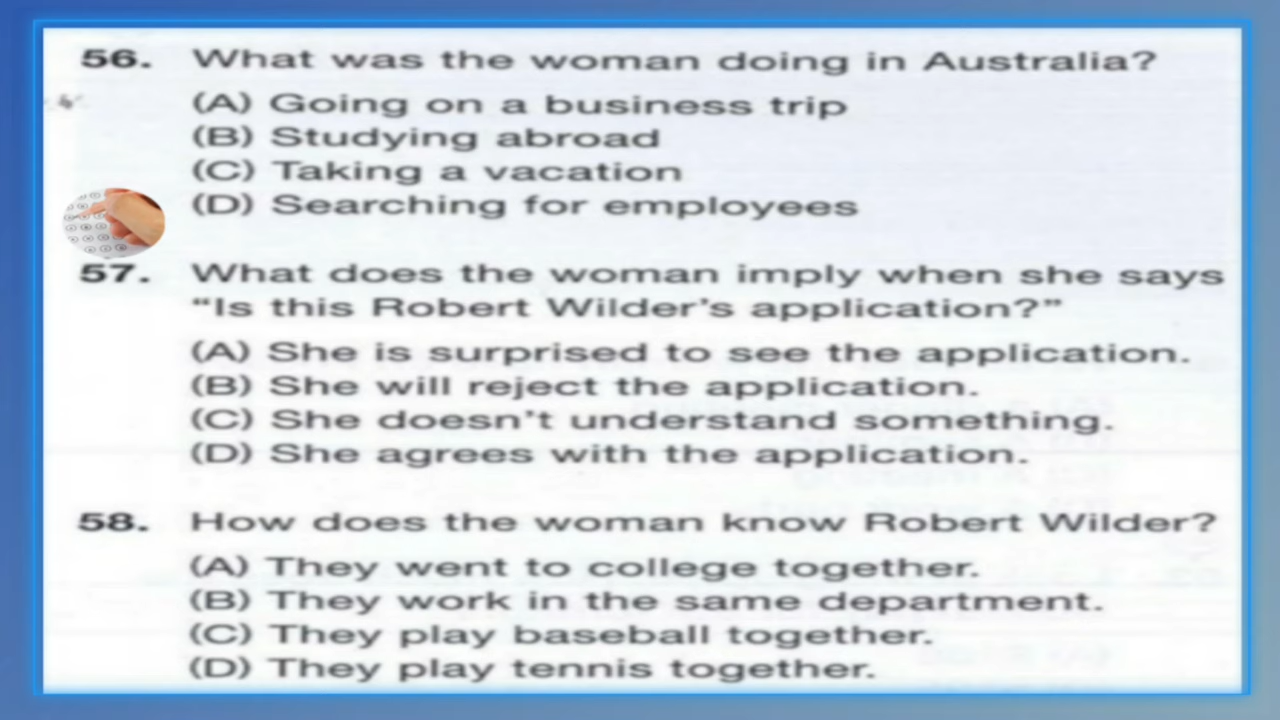 56. What was the woman doing in Australia?
(A) Going on a business trip
(B) Studying abroad
(C) Taking a vacation
(D) Searching for employees
57. What does the woman imply when she says
“Is this Robert Wilder’s application?”
(A) She is surprised to see the application.
(B) She will reject the application.
(C) She doesn’t understand something.
(D) She agrees with the application.
58. How does the woman know Robert Wilder?
(A) They went to college together.
(B) They work in the same department.
(C) They play baseball together.
(D) They play tennis together.